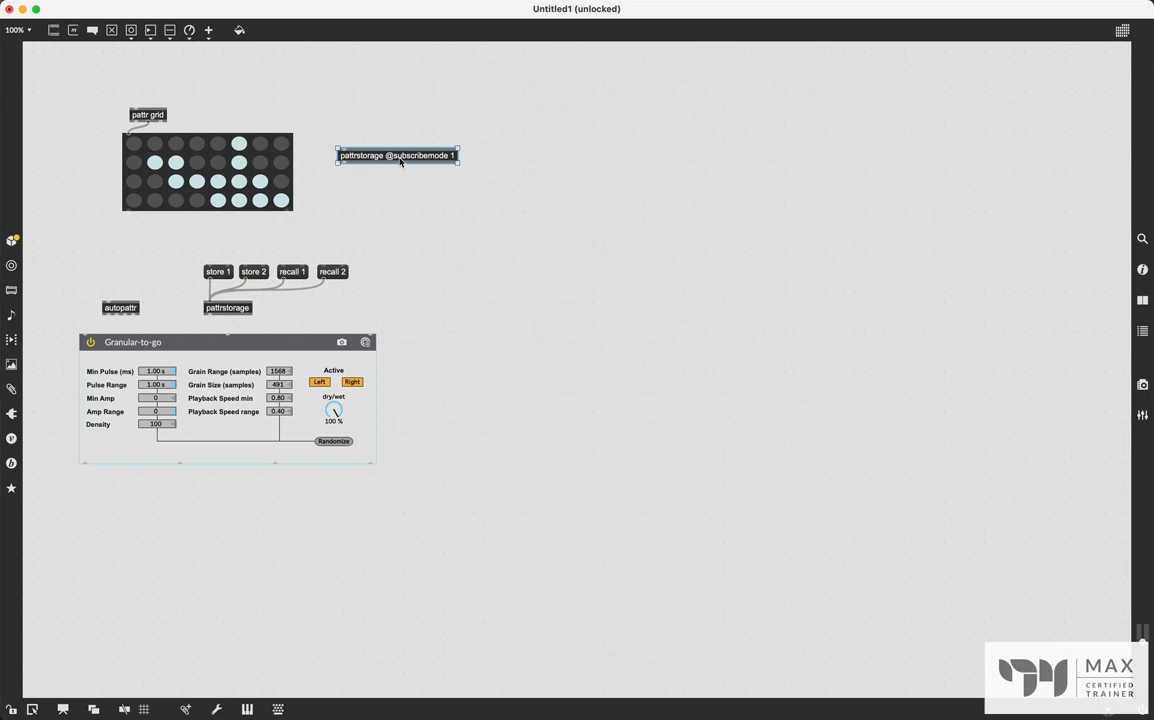 Untitled1 (unlocked)
100%
pattr grid
pattrstorage @subscribemode 1
store 1
store 2
recall 1
recall 2
autopattr
pattrstorage
Granular-to-go
Min Pulse (ms)
1.00 s
Grain Range (samples)
1568
Active
Pulse Range
1.00 s
Grain Size (samples)
491
Left
Right
Min Amp
0
Playback Speed min
0.80
dry/wet
Amp Range
0
Playback Speed range
0.40
100 %
Density
100
Randomize
MAX
CERTIFIED
TRAINER